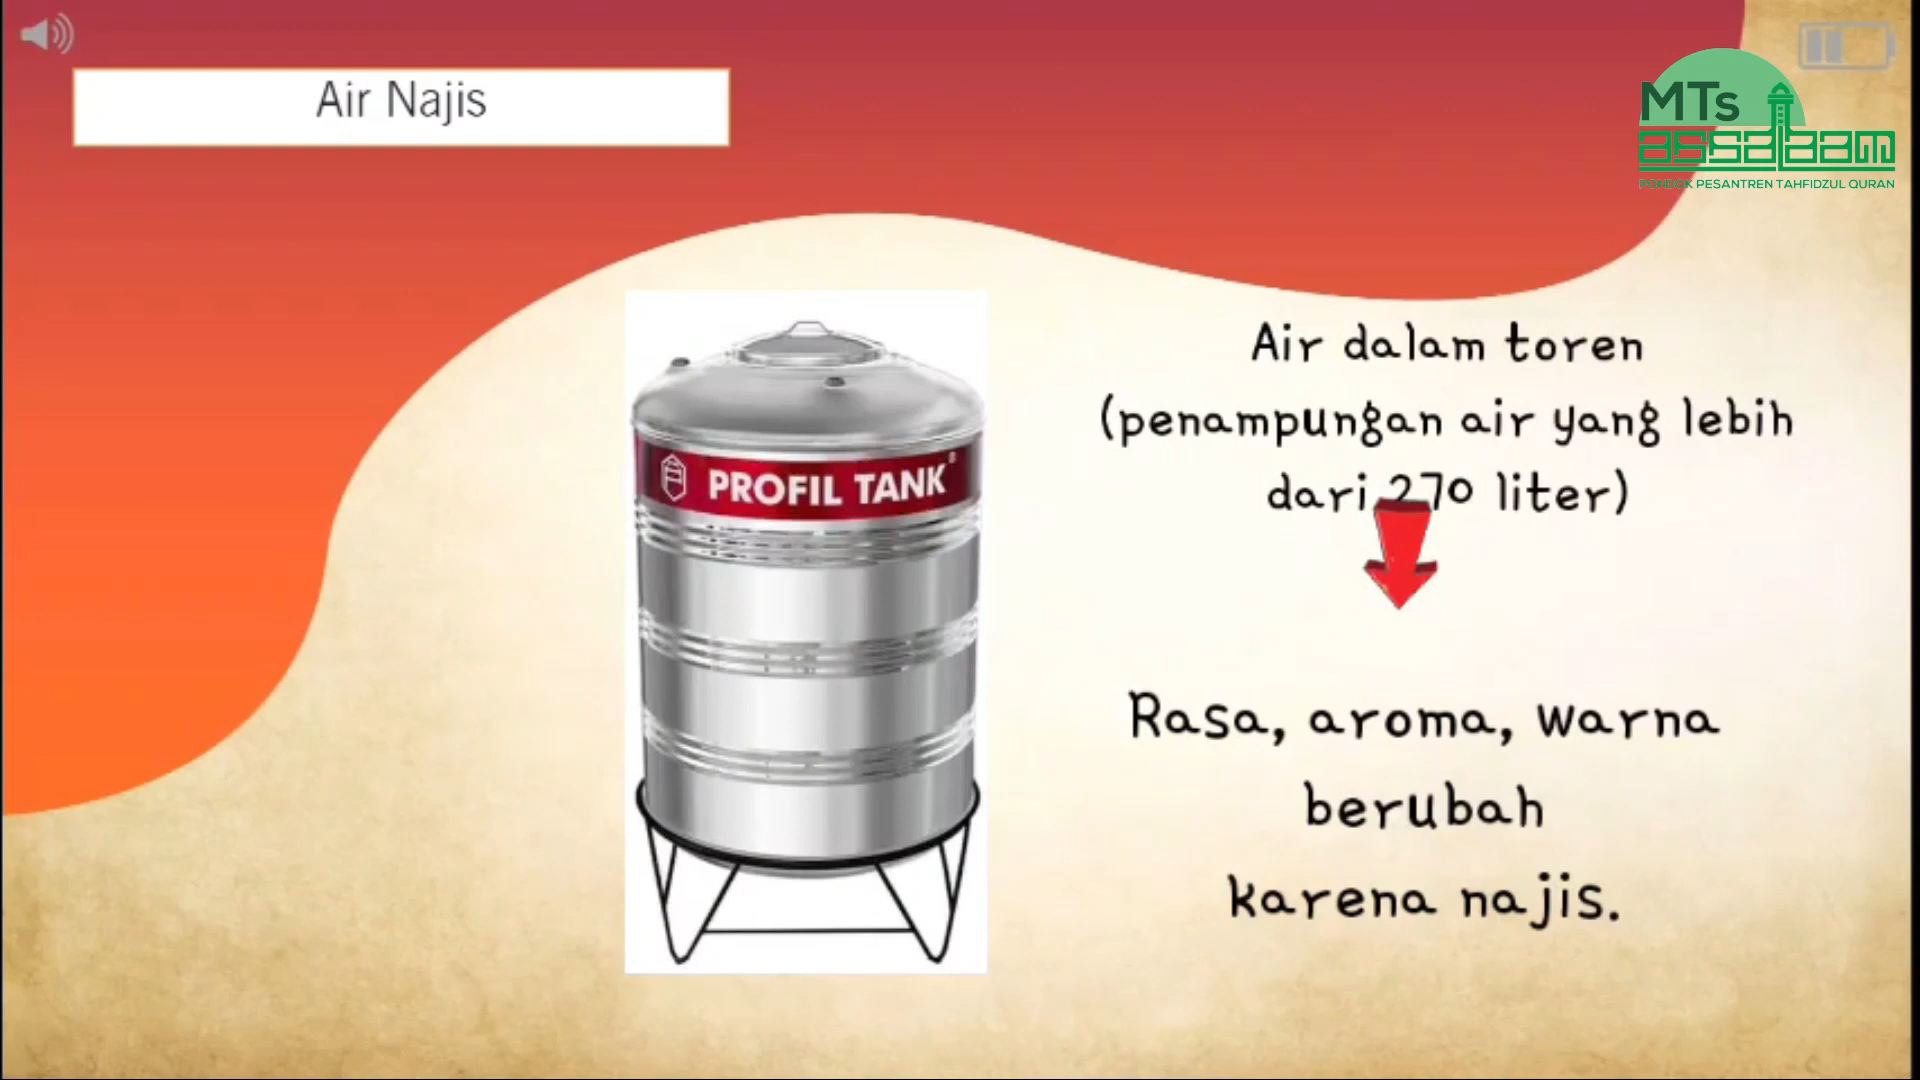 Air Najis
MTs
assalaam
PONDOK PESANTREN TAHFIDZUL QURAN
PROFIL TANK
Air dalam toren
(penampungan air yang lebih
dari 270 liter)
Rasa, aroma, warna
berubah
karena najis.